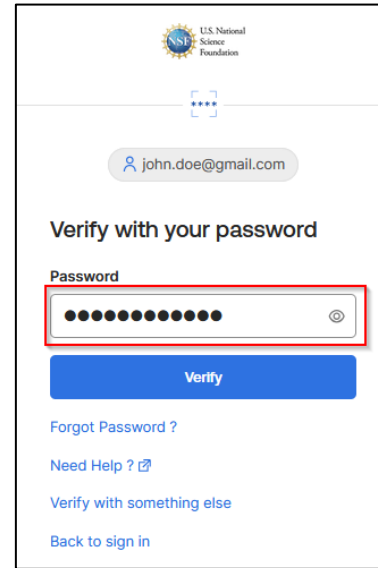 NSF
U.S. National
Science
Foundation
****
john.doe@gmail.com
Verify with your password
Password
●●●●●●●●●●●●
Verify
Forgot Password ?
Need Help ?
Verify with something else
Back to sign in